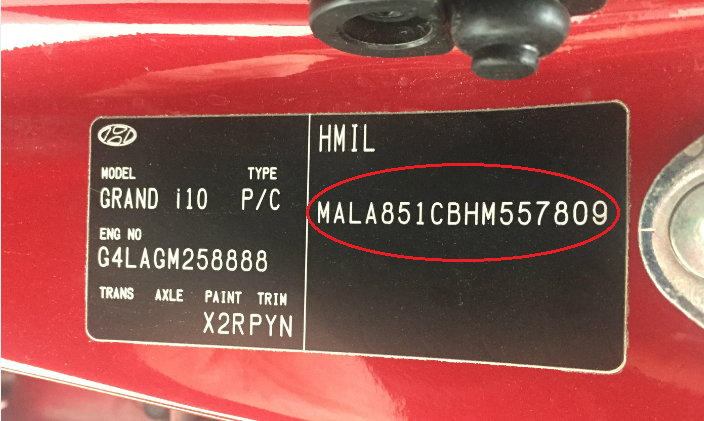 HMIL
MODEL TYPE
GRAND i10 P/C
MALA851CBHM557809
ENG NO
G4LAGM258888
TRANS AXLE PAINT TRIM
X2RPYN